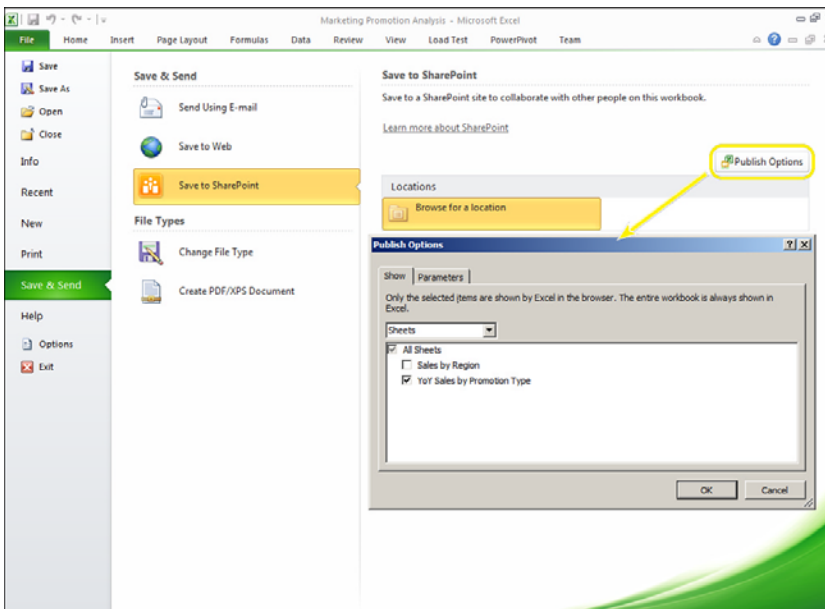 Marketing Promotion Analysis - Microsoft Excel
File Home Insert Page Layout Formulas Data Review View Load Test PowerPivot Team
Save
Save As
Open
Close
Info
Recent
New
Print
Save & Send
Help
Options
Exit
Save & Send
Send Using E-mail
Save to Web
Save to SharePoint
File Types
Change File Type
Create PDF/XPS Document
Save to SharePoint
Save to a SharePoint site to collaborate with other people on this workbook.
Learn more about SharePoint
Publish Options
Locations
Browse for a location
Publish Options
Show Parameters
Only the selected items are shown by Excel in the browser. The entire workbook is always shown in
Excel.
Sheets
All Sheets
Sales by Region
YoY Sales by Promotion Type
OK Cancel